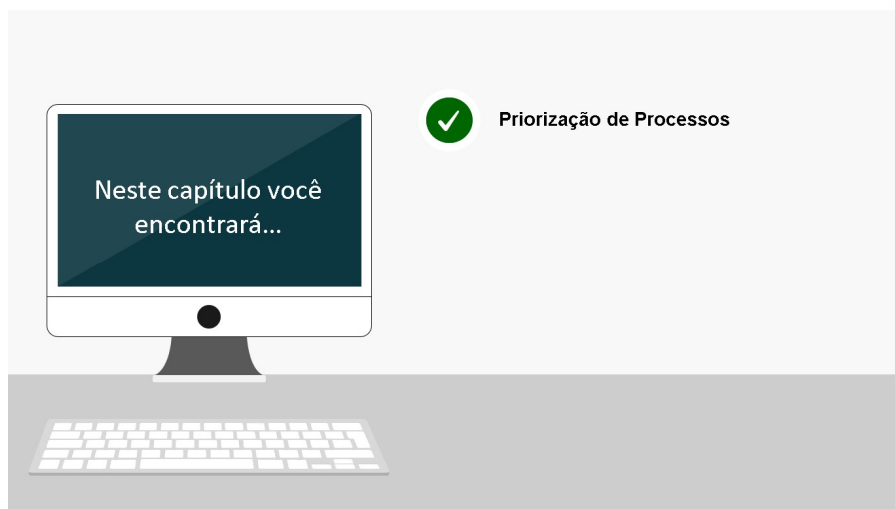 Neste capítulo você
encontrará...
Priorização de Processos